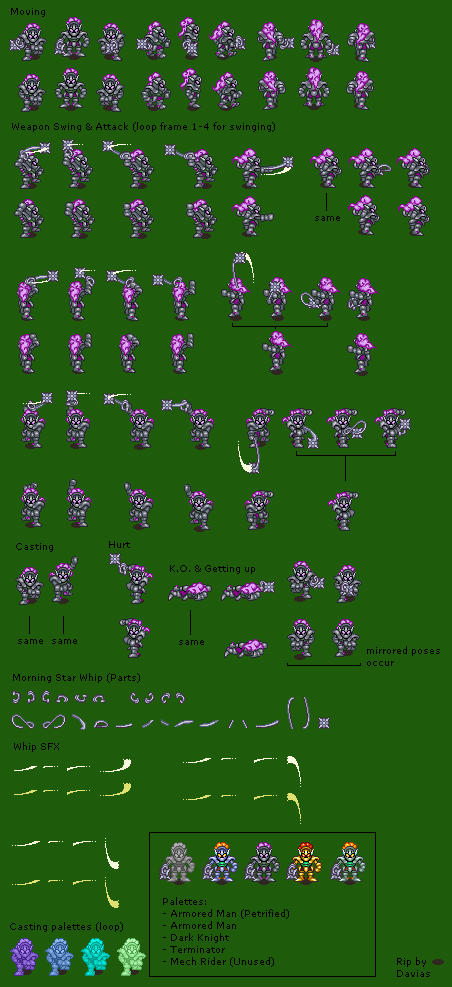 Moving
Weapon Swing & Attack (loop frame 1-4 for swinging)
same
Casting
Hurt
K.O. & Getting up
same
same
same
mirrored poses
occur
Morning Star Whip (Parts)
Whip SFX
Palettes:
- Armored Man (Petrified)
- Armored Man
- Dark Knight
- Terminator
- Mech Rider (Unused)
Casting palettes (loop)
Rip by
Davias